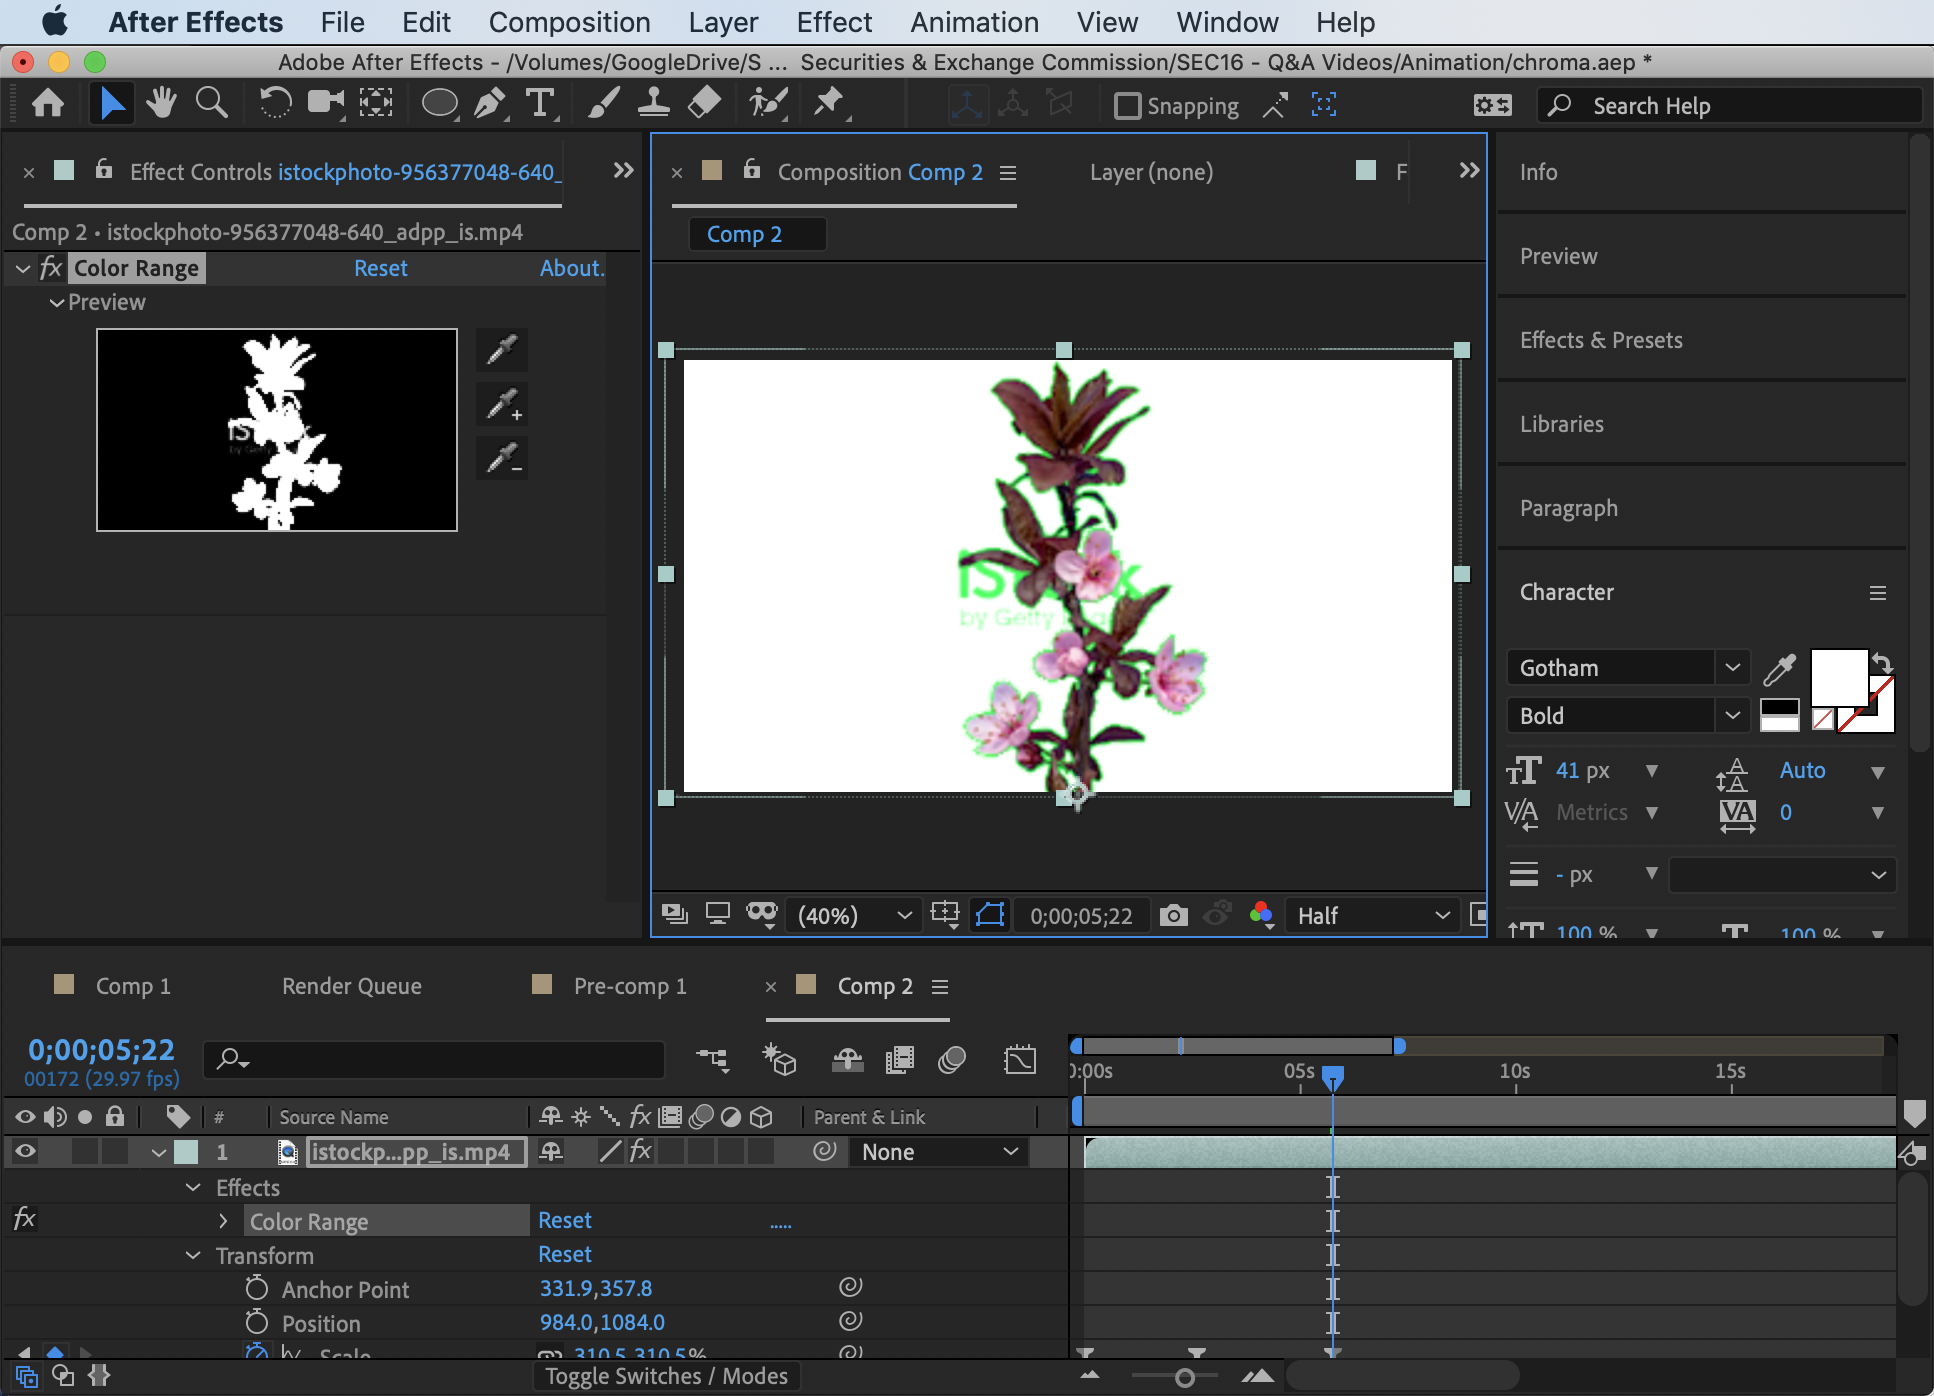 After Effects File Edit Composition Layer Effect Animation View Window Help
Adobe After Effects - /Volumes/GoogleDrive/S ... Securities & Exchange Commission/SEC16 - Q&A Videos/Animation/chroma.aep *
Snapping
Search Help
Effect Controls istockphoto-956377048-640_
Comp 2 • istockphoto-956377048-640_adpp_is.mp4
fx Color Range Reset About.
Preview
Composition Comp 2
Layer (none)
F
Comp 2
by Getty
(40%)
0;00;05;22
Half
Info
Preview
Effects & Presets
Libraries
Paragraph
Character
Gotham
Bold
41 px
Auto
Metrics
0
- px
100 %
100 %
Comp 1 Render Queue Pre-comp 1 Comp 2
0;00;05;22
00172 (29.97 fps)
0:00s 05s 10s 15s
# Source Name fx Parent & Link
1 istockp...pp_is.mp4 fx None
Effects
fx Color Range Reset .....
Transform Reset
Anchor Point 331.9,357.8
Position 984.0,1084.0
Scale 310.5,310.5%
Toggle Switches / Modes